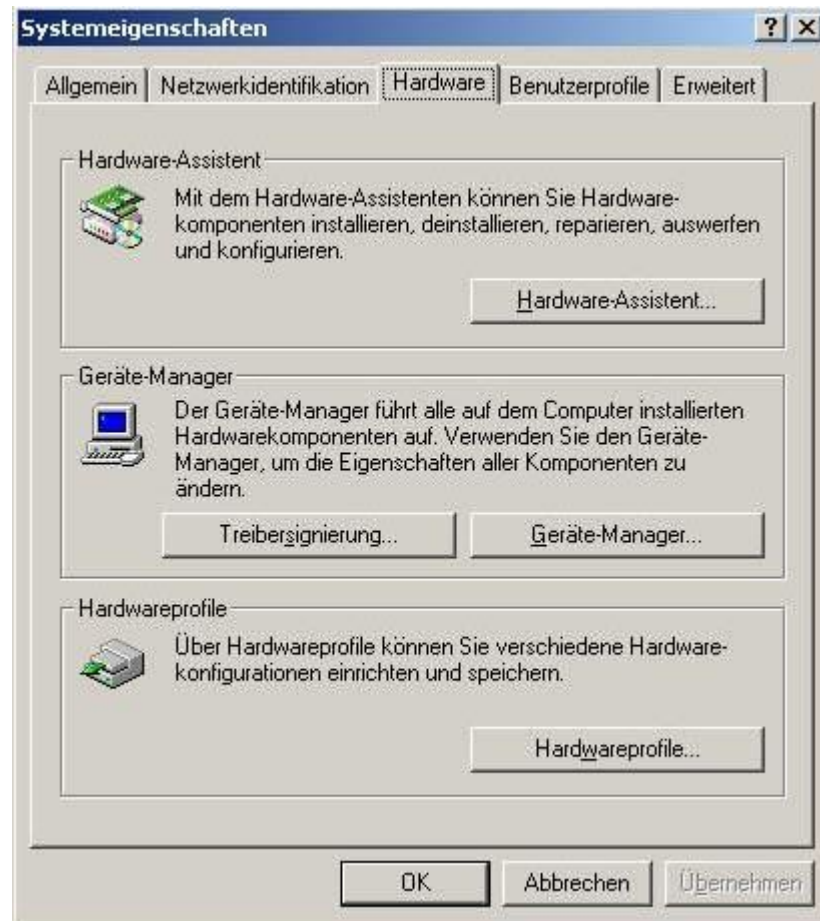 Systemeigenschaften
Allgemein Netzwerkidentifikation Hardware Benutzerprofile Erweitert
Hardware-Assistent
Mit dem Hardware-Assistenten können Sie Hardware-
komponenten installieren, deinstallieren, reparieren, auswerfen
und konfigurieren.
Hardware-Assistent...
Geräte-Manager
Der Geräte-Manager führt alle auf dem Computer installierten
Hardwarekomponenten auf. Verwenden Sie den Geräte-
Manager, um die Eigenschaften aller Komponenten zu
ändern.
Treibersignierung... Geräte-Manager...
Hardwareprofile
Über Hardwareprofile können Sie verschiedene Hardware-
konfigurationen einrichten und speichern.
Hardwareprofile...
OK Abbrechen Übernehmen